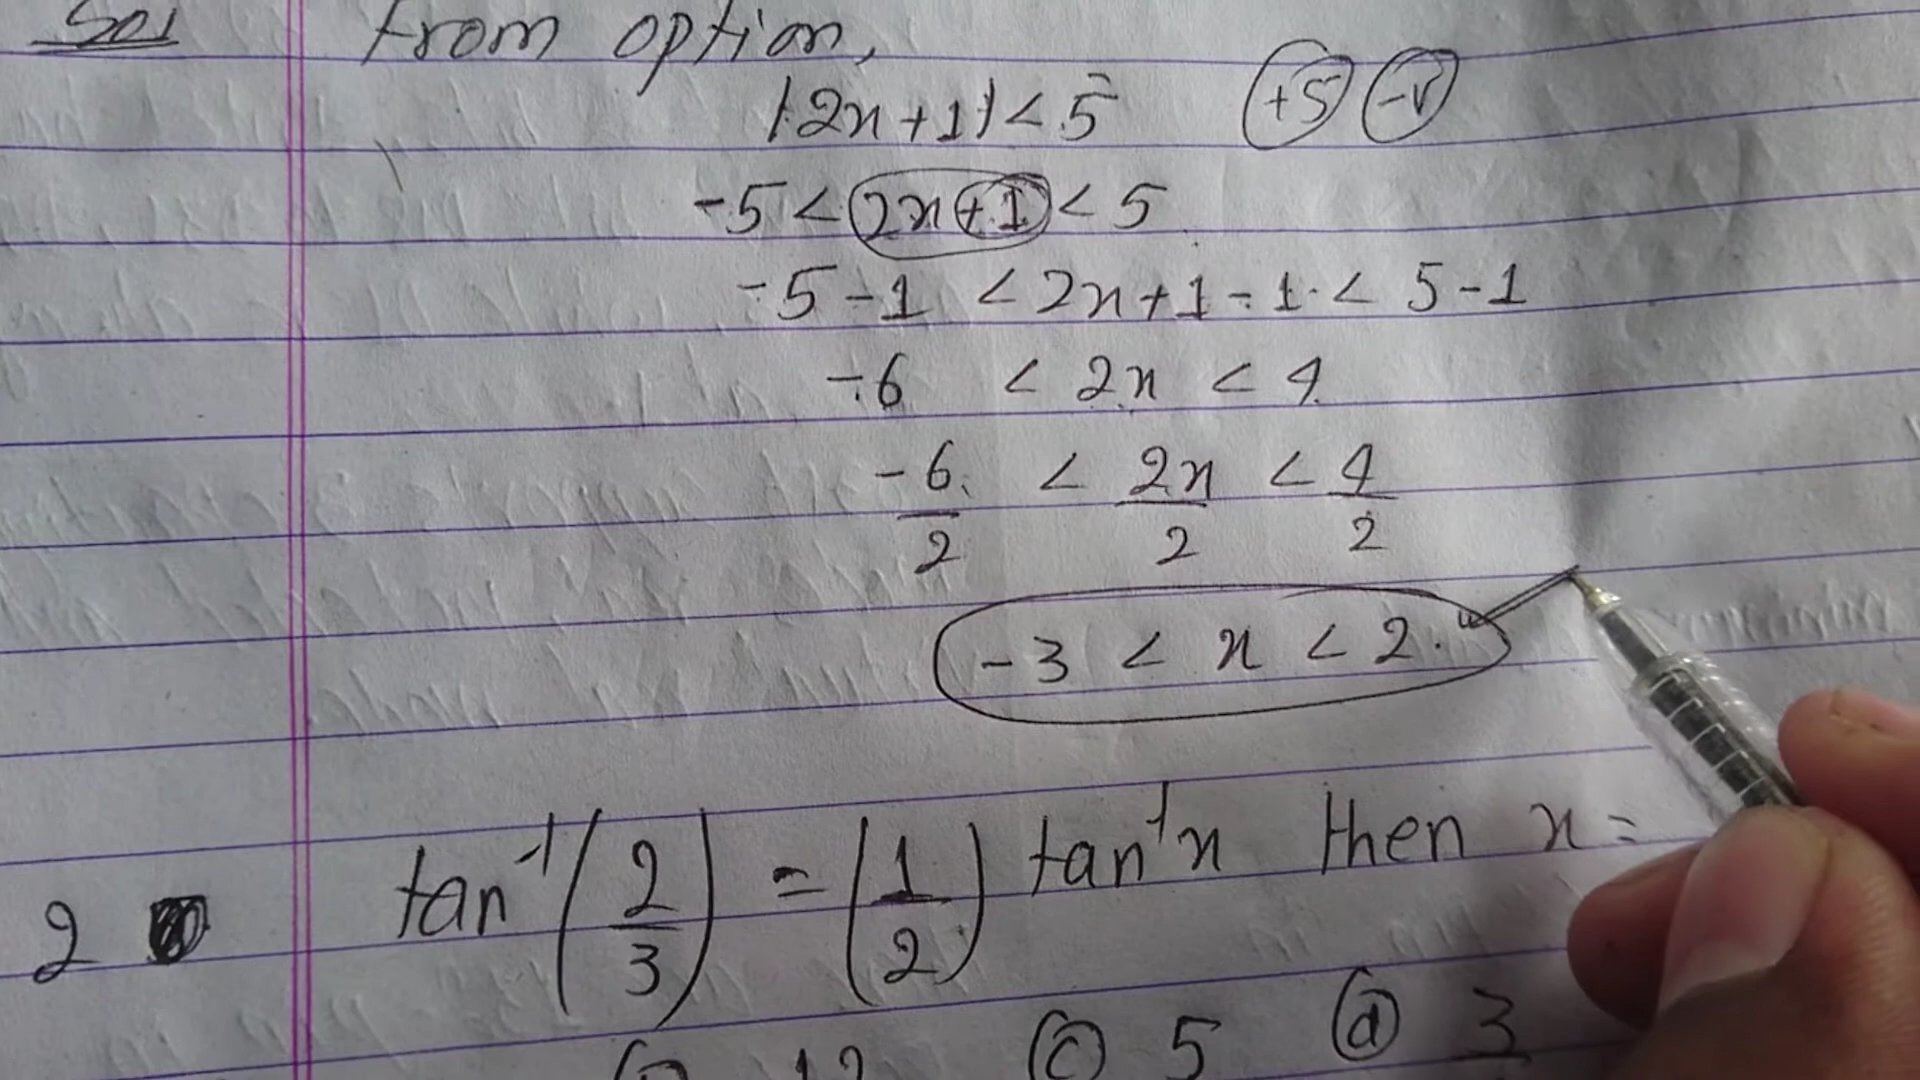 Sol from option,
|2x+1|<5 +5
-5<2x+1<5
-5-1 <2x+1-1< 5-1
-6 < 2x < 4
-6/2 < 2x/2 < 4/2
-3 < x < 2.
2 tan⁻¹(2/3) = (1/2) tan⁻¹x then x=
12 (c) 5 (d) 3